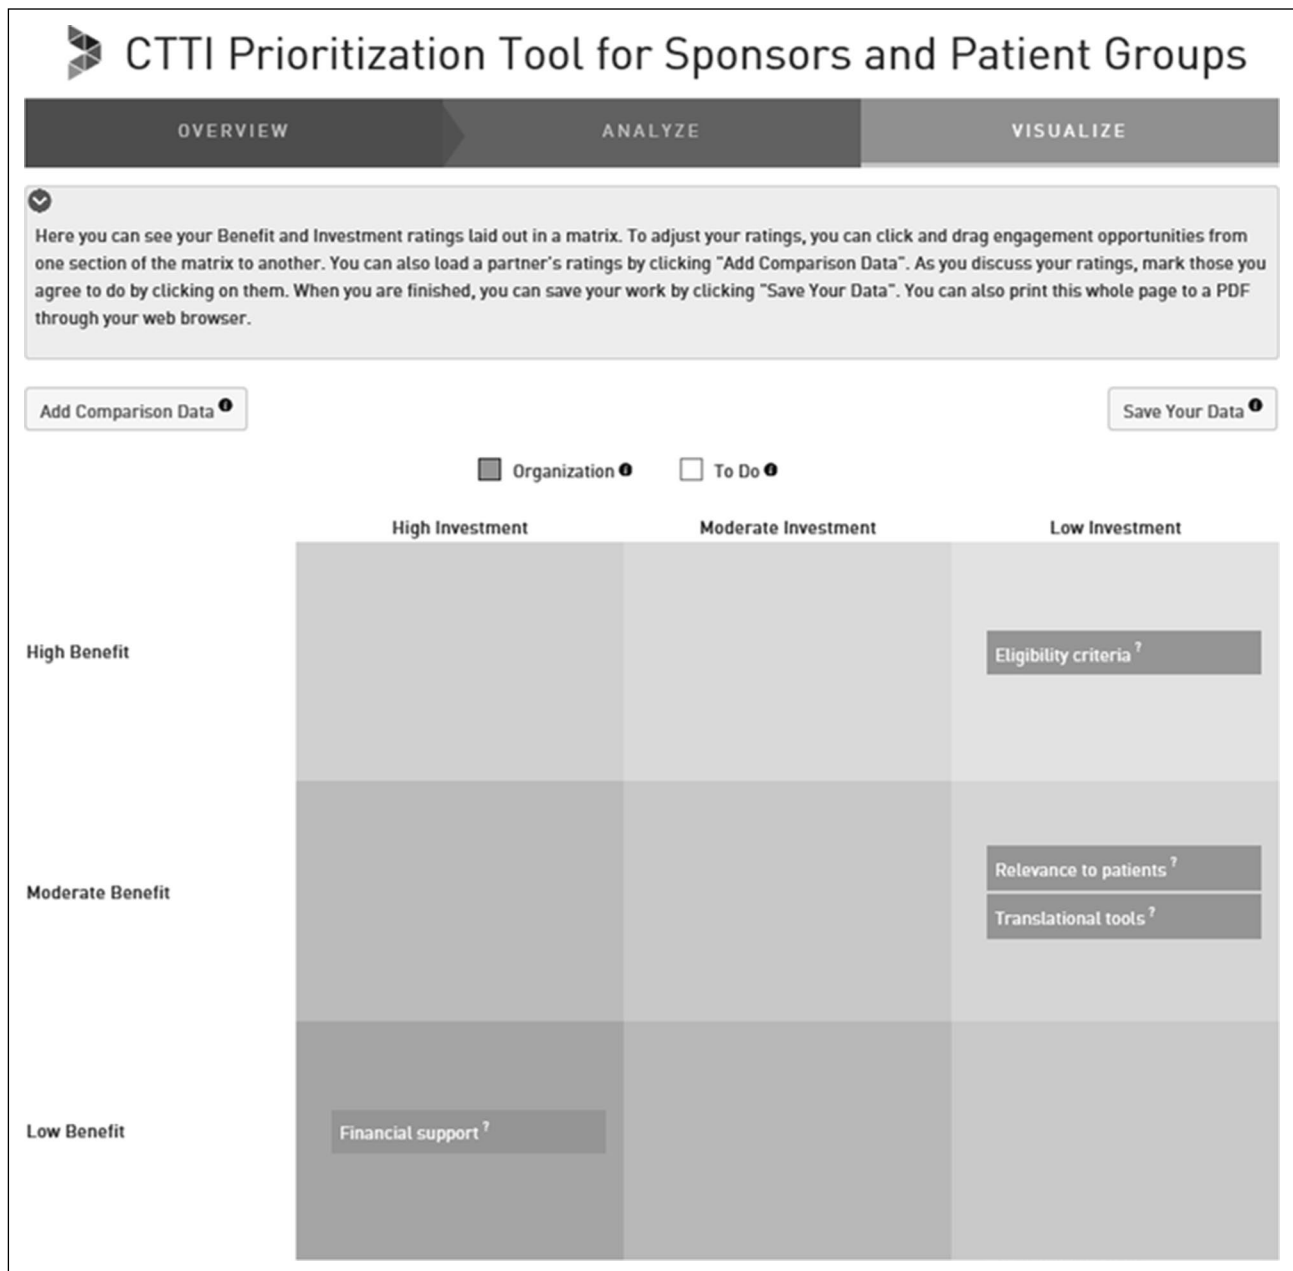 CTTI Prioritization Tool for Sponsors and Patient Groups
OVERVIEW ANALYZE VISUALIZE
Here you can see your Benefit and Investment ratings laid out in a matrix. To adjust your ratings, you can click and drag engagement opportunities from
one section of the matrix to another. You can also load a partner's ratings by clicking "Add Comparison Data". As you discuss your ratings, mark those you
agree to do by clicking on them. When you are finished, you can save your work by clicking "Save Your Data". You can also print this whole page to a PDF
through your web browser.
Add Comparison Data i Save Your Data i
Organization i To Do i
High Investment Moderate Investment Low Investment
High Benefit
Eligibility criteria ?
Relevance to patients ?
Moderate Benefit
Translational tools ?
Low Benefit
Financial support ?